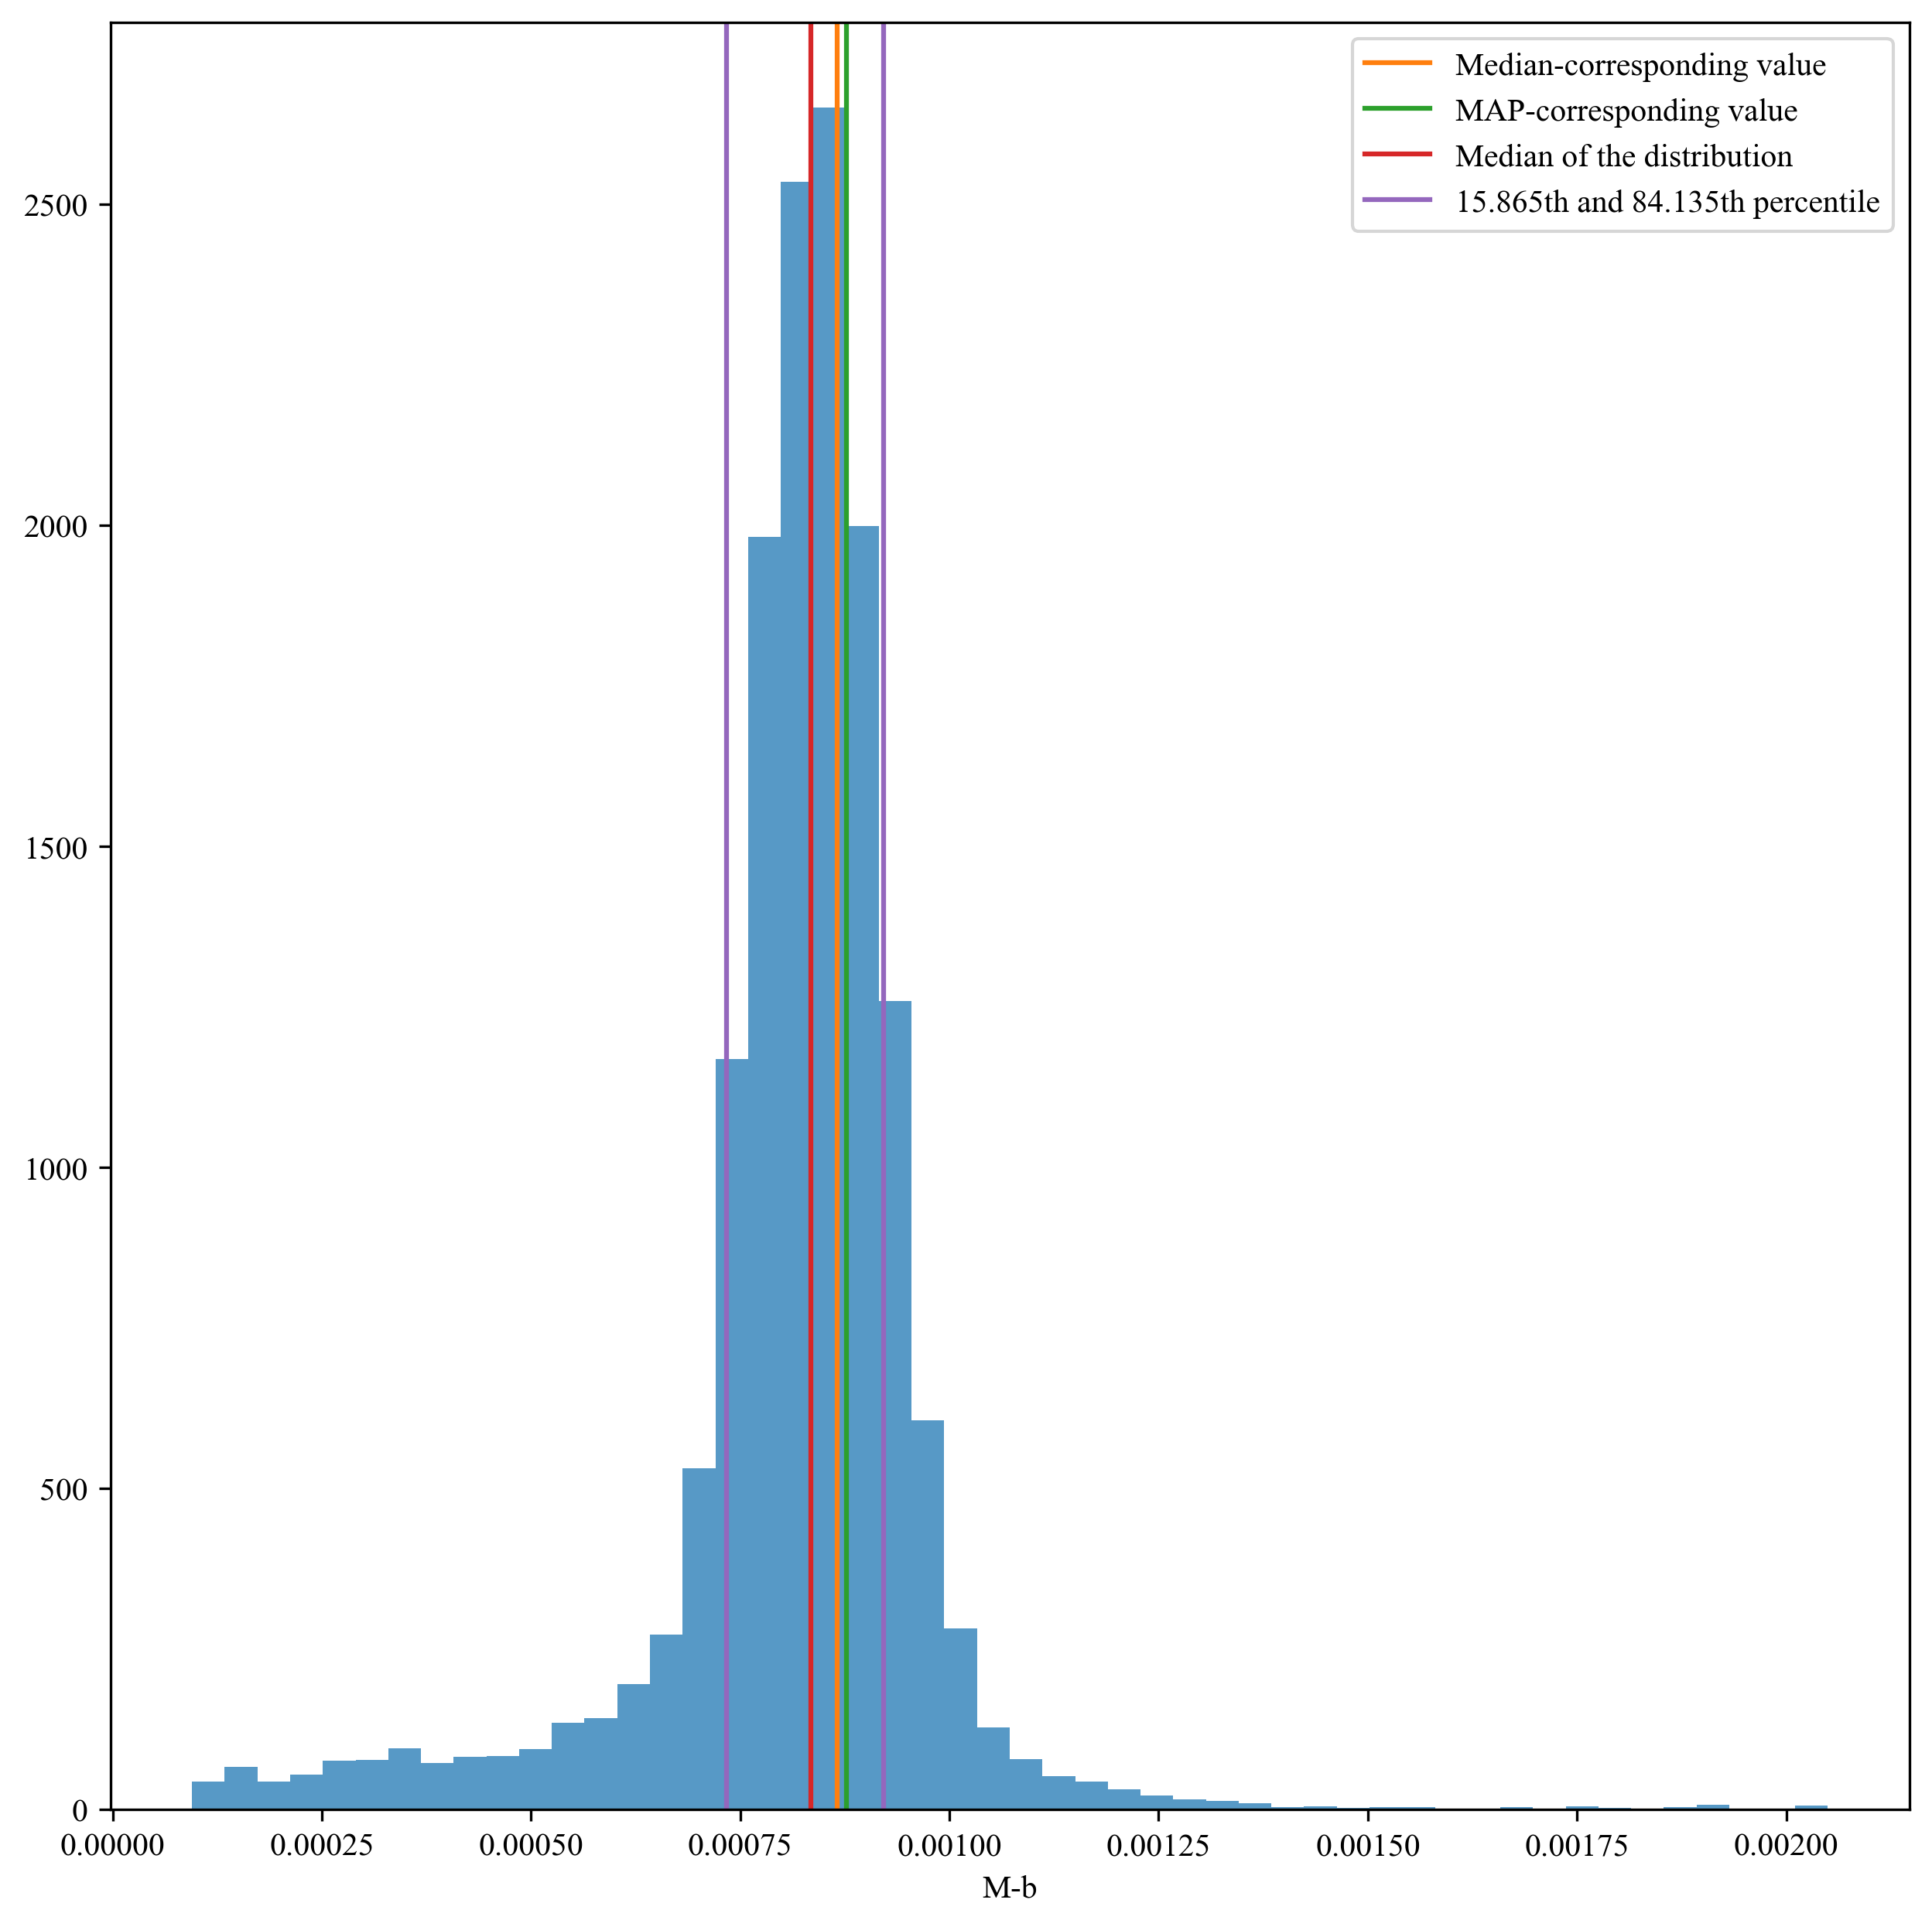 Median-corresponding value
MAP-corresponding value
Median of the distribution
15.865th and 84.135th percentile
2500
2000
1500
1000
500
0
0.00000 0.00025 0.00050 0.00075 0.00100 0.00125 0.00150 0.00175 0.00200
M-b